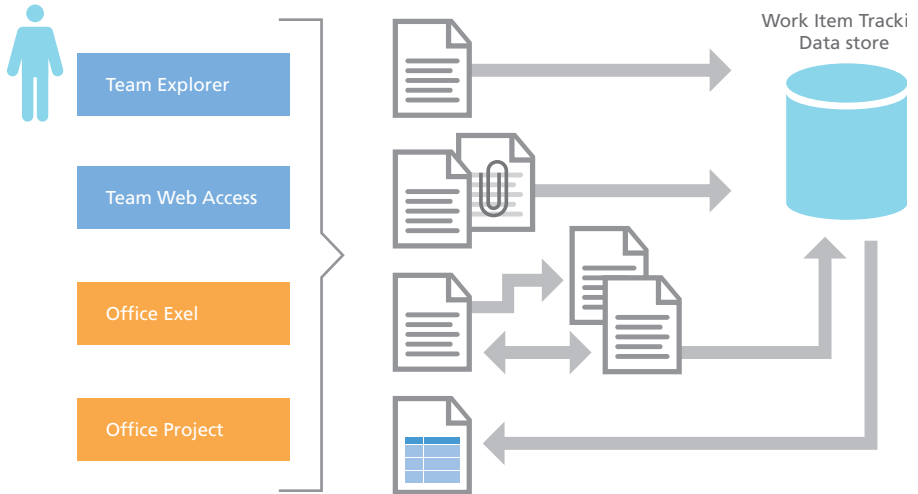 Work Item Tracki
Data store
Team Explorer
Team Web Access
Office Exel
Office Project